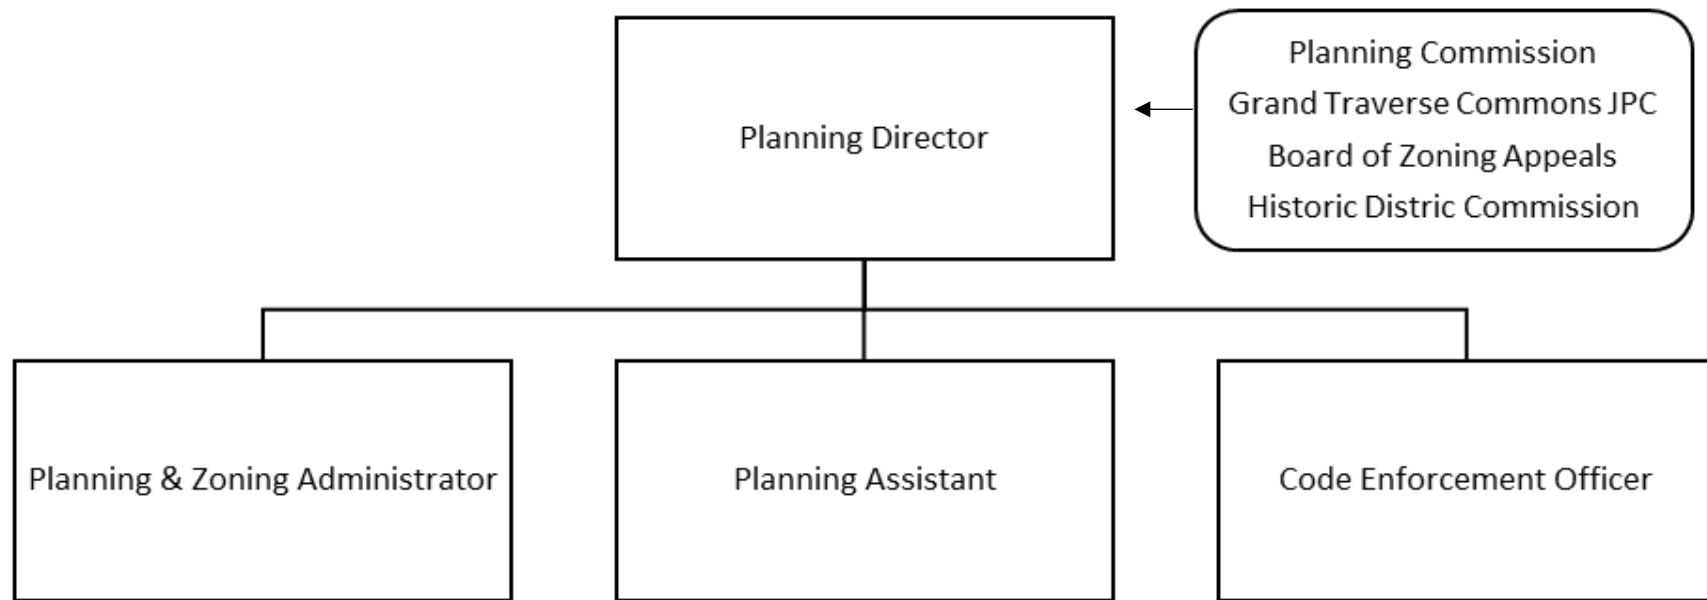 Planning Director
Planning Commission
Grand Traverse Commons JPC
Board of Zoning Appeals
Historic Distric Commission
Planning & Zoning Administrator
Planning Assistant
Code Enforcement Officer